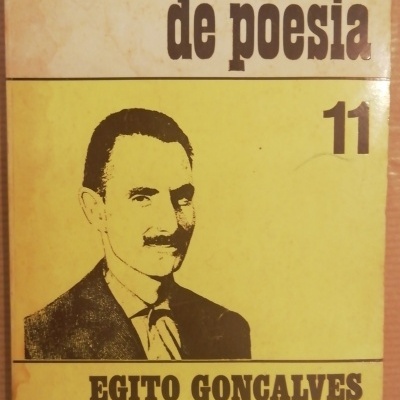 de poesia
11
EGITO GONÇALVES